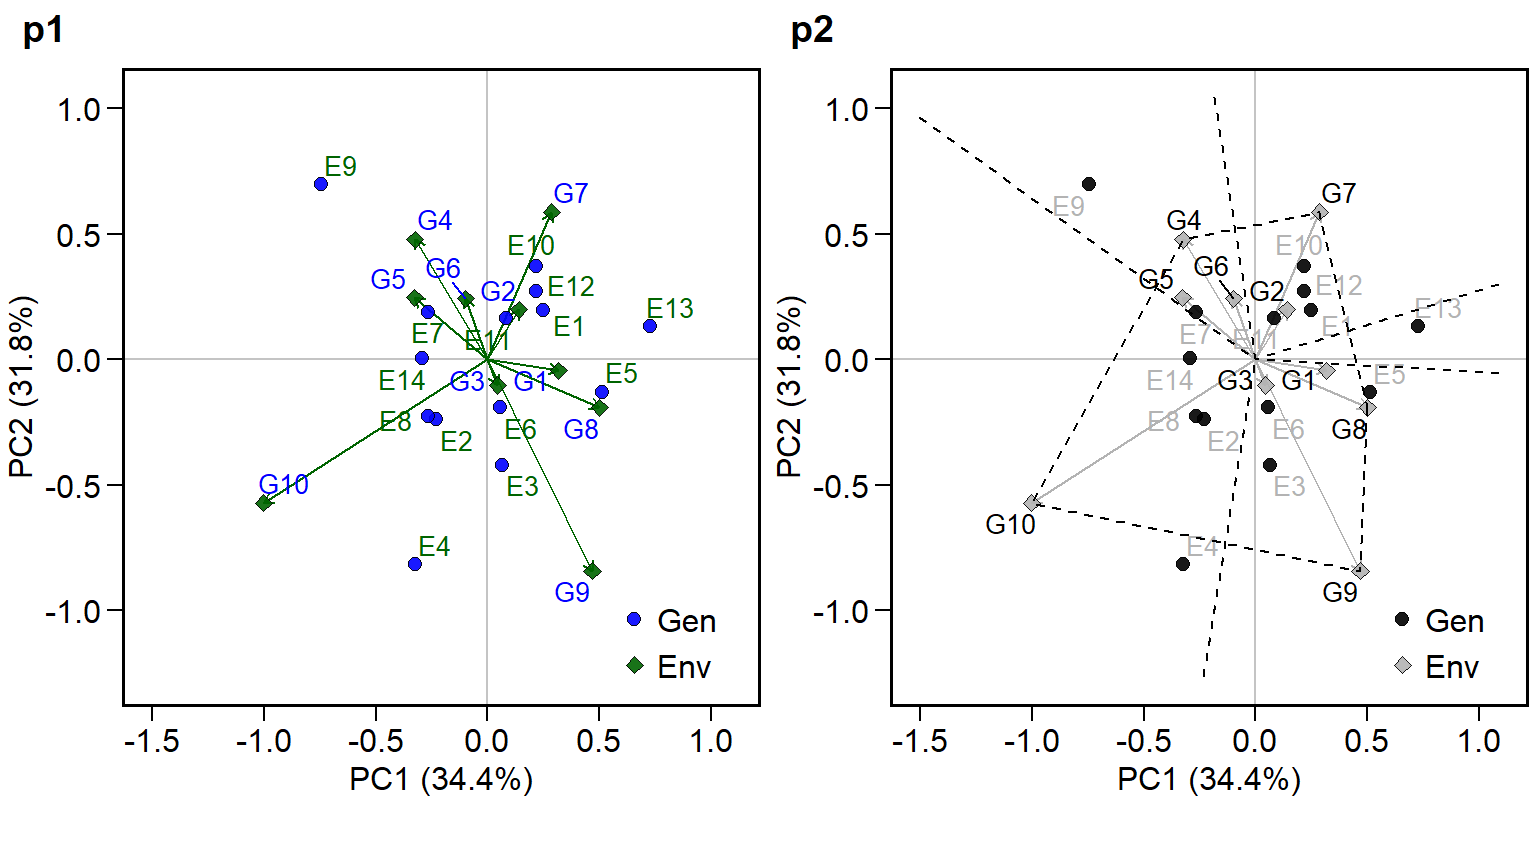 p1
1.0
0.5
0.0
-0.5
-1.0
PC2 (31.8%)
E9
G4
G7
E10
G6
G5
G2
E12
E13
E7
E11
E1
E14
G3
G1
E5
E8
E2
E6
G8
G10
E3
E4
G9
Gen
Env
-1.5
-1.0
-0.5
0.0
0.5
1.0
PC1 (34.4%)
p2
1.0
0.5
0.0
-0.5
-1.0
PC2 (31.8%)
E9
G4
G7
E10
G6
G5
G2
E12
E13
E7
E11
E1
E14
G3
G1
E5
E8
E2
E6
G8
G10
E3
E4
G9
Gen
Env
-1.5
-1.0
-0.5
0.0
0.5
1.0
PC1 (34.4%)